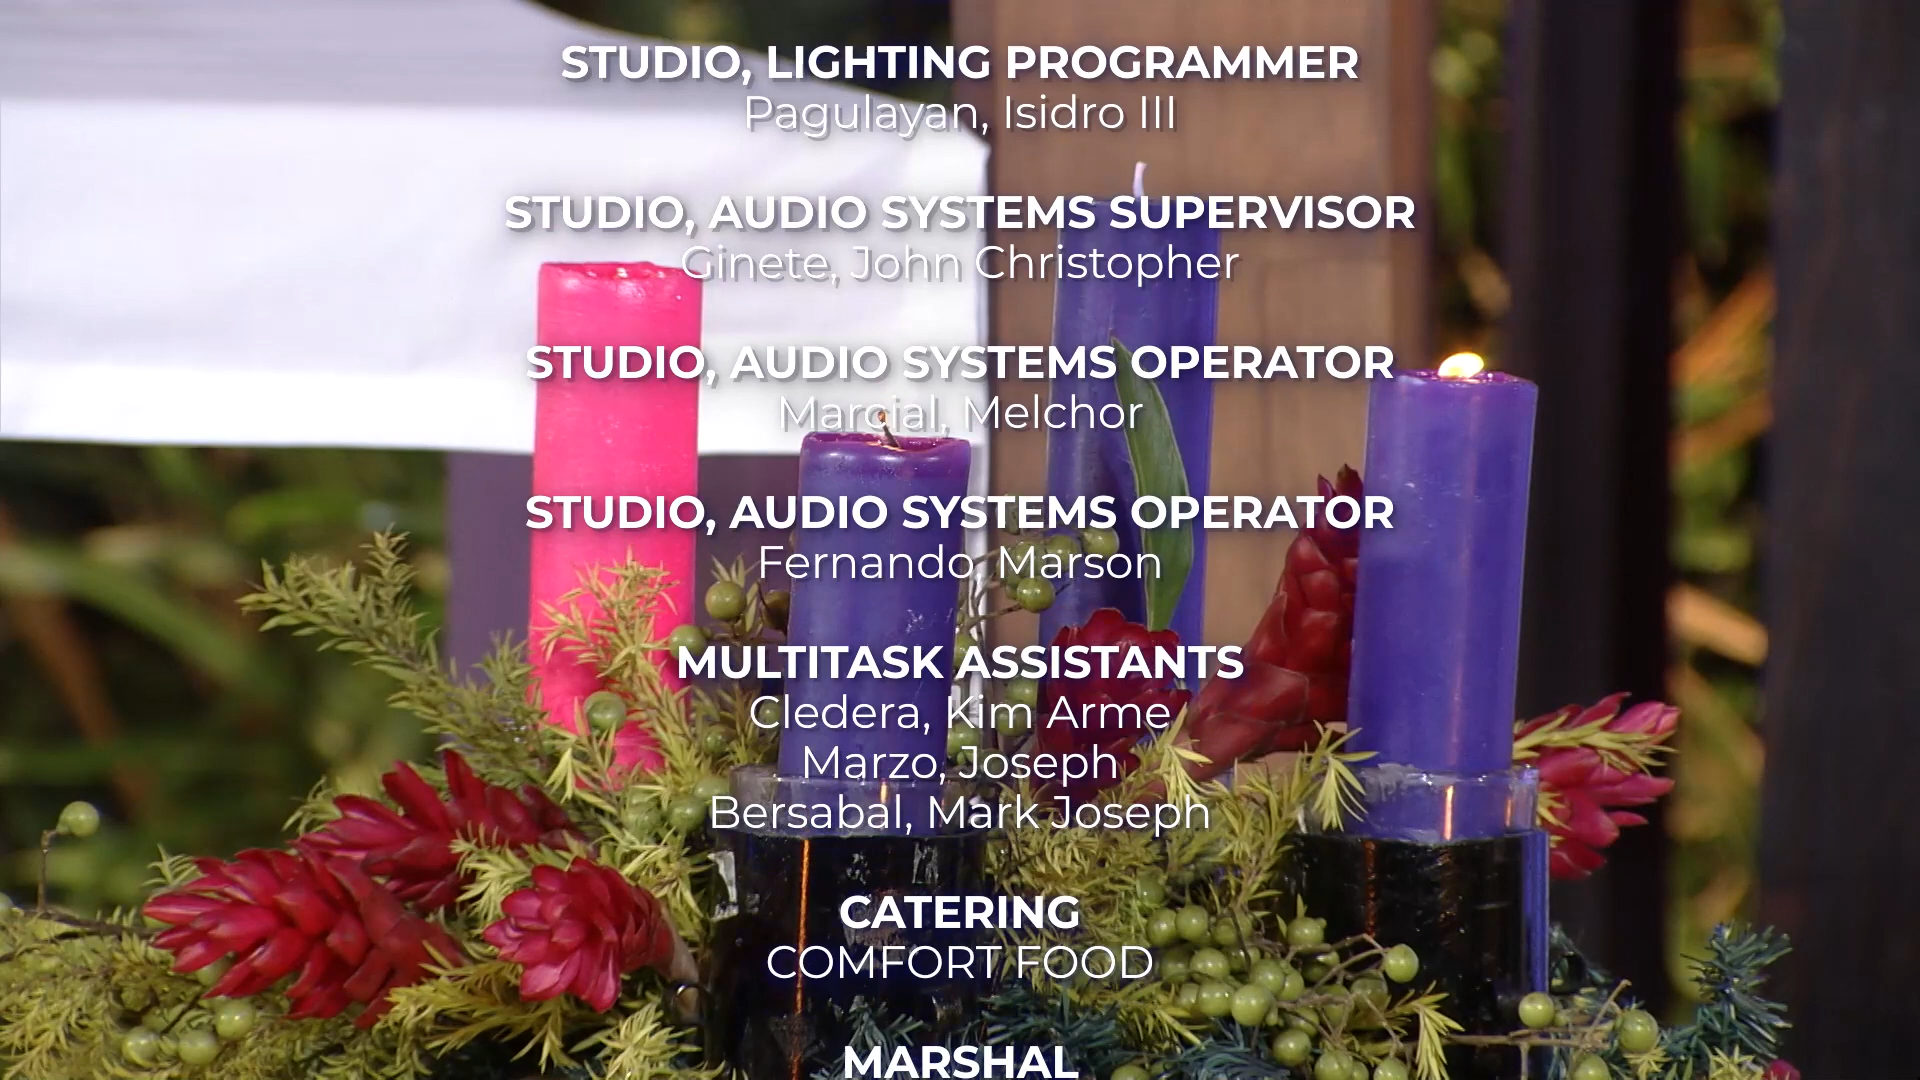 STUDIO, LIGHTING PROGRAMMER
Pagulayan, Isidro III
STUDIO, AUDIO SYSTEMS SUPERVISOR
Ginete, John Christopher
STUDIO, AUDIO SYSTEMS OPERATOR
Marcial, Melchor
STUDIO, AUDIO SYSTEMS OPERATOR
Fernando, Marson
MULTITASK ASSISTANTS
Cledera, Kim Arme
Marzo, Joseph
Bersabal, Mark Joseph
CATERING
COMFORT FOOD
MARSHAL